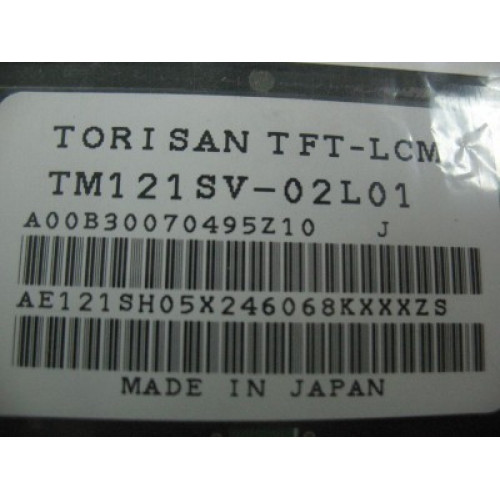 TORISAN TFT-LCM
TM121SV-02L01
A00B30070495Z10 J
AE121SH05X246068KXXXZS
MADE IN JAPAN